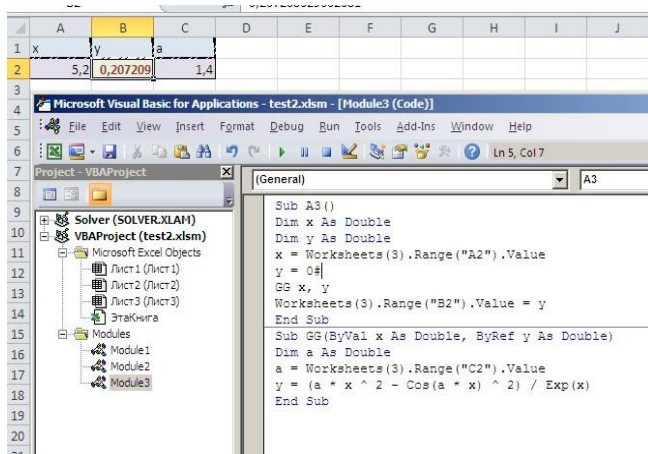 A B C D E F G H I J
1 x y a
2 5,2 0,207209 1,4
3
4 Microsoft Visual Basic for Applications - test2.xlsm - [Module3 (Code)]
5 File Edit View Insert Format Debug Run Tools Add-Ins Window Help
6 Ln 5, Col 7
7 Project - VBAProject (General) A3
8 Sub A3()
9 Solver (SOLVER.XLAM) Dim x As Double
10 VBAProject (test2.xlsm) Dim y As Double
11 Microsoft Excel Objects x = Worksheets(3).Range("A2").Value
12 Лист1 (Лист1) y = 0#
13 Лист2 (Лист2) GG x, y
Лист3 (Лист3) Worksheets(3).Range("B2").Value = y
14 ЭтаКнига End Sub
15 Modules Sub GG(ByVal x As Double, ByRef y As Double)
16 Module1 Dim a As Double
17 Module2 a = Worksheets(3).Range("C2").Value
Module3 y = (a * x ^ 2 - Cos(a * x) ^ 2) / Exp(x)
18 End Sub
19
20